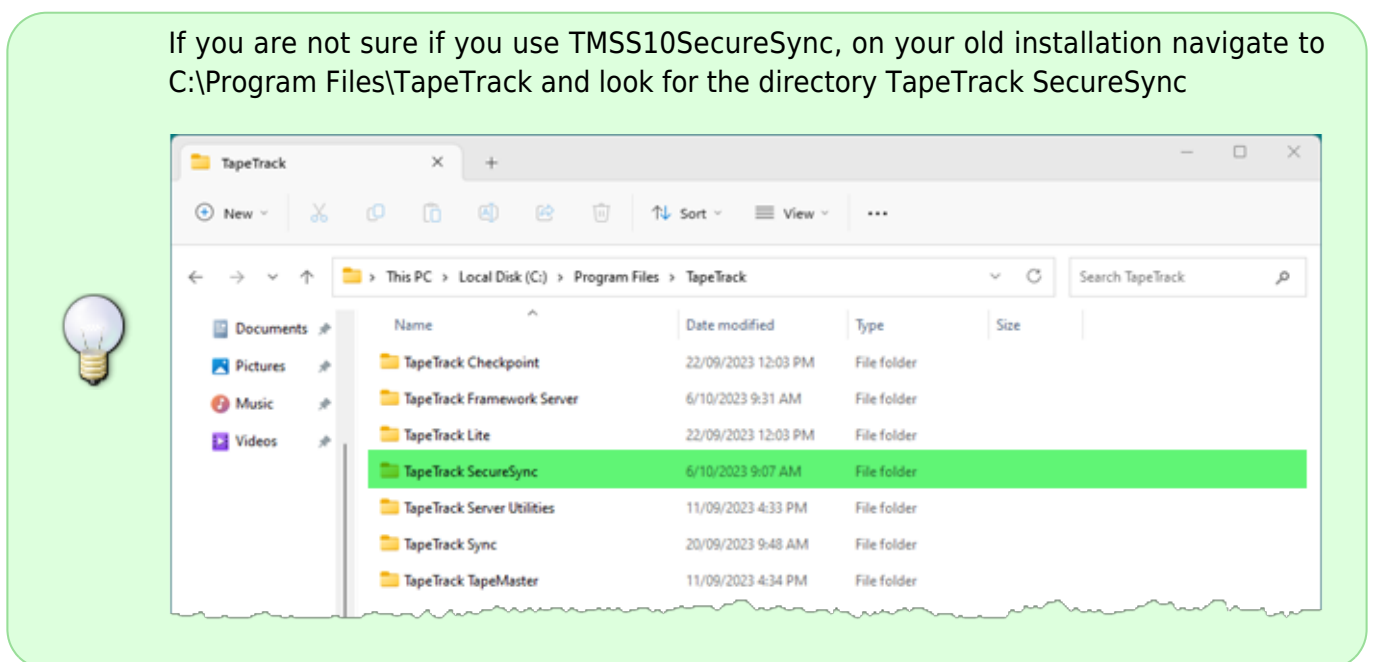 If you are not sure if you use TMSS10SecureSync, on your old installation navigate to
C:\Program Files\TapeTrack and look for the directory TapeTrack SecureSync
TapeTrack
New
Sort
View
This PC > Local Disk (C:) > Program Files > TapeTrack
Search TapeTrack
Documents
Pictures
Music
Videos
Name Date modified Type Size
TapeTrack Checkpoint 22/09/2023 12:03 PM File folder
TapeTrack Framework Server 6/10/2023 9:31 AM File folder
TapeTrack Lite 22/09/2023 12:03 PM File folder
TapeTrack SecureSync 6/10/2023 9:07 AM File folder
TapeTrack Server Utilities 11/09/2023 4:33 PM File folder
TapeTrack Sync 20/09/2023 9:48 AM File folder
TapeTrack TapeMaster 11/09/2023 4:34 PM File folder